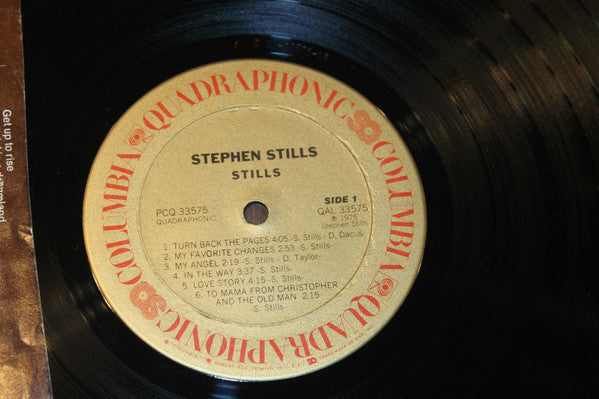 QUADRAPHONIC SQ COLUMBIA QUADRAPHONIC SQ COLUMBIA
STEPHEN STILLS
STILLS
PCQ 33575
QUADRAPHONIC
SIDE 1
QAL 33575
℗ 1975
Stephen Stills
1 TURN BACK THE PAGES 4:05 -S. Stills - D. Dacus-
2. MY FAVORITE CHANGES 2:53 -S. Stills-
3. MY ANGEL 2:19 -S. Stills - D. Taylor-
4. IN THE WAY 3:37 -S. Stills-
5. LOVE STORY 4:15 -S. Stills-
6. TO MAMA FROM CHRISTOPHER
AND THE OLD MAN 2:15
-S. Stills-
Get up to rise